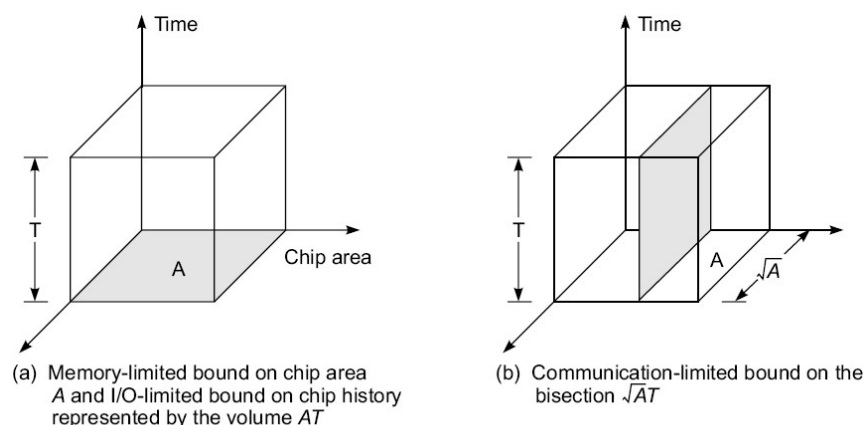 Time
T
A
Chip area
(a) Memory-limited bound on chip area
A and I/O-limited bound on chip history
represented by the volume AT
Time
T
A
√A
(b) Communication-limited bound on the
bisection √AT